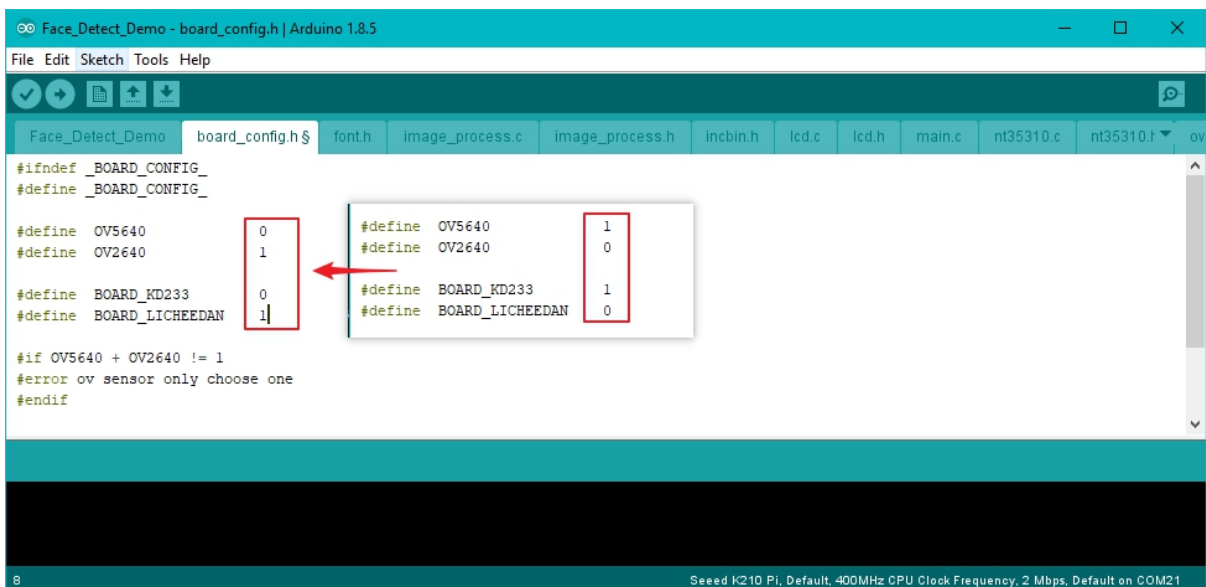 Face_Detect_Demo - board_config.h | Arduino 1.8.5
File Edit Sketch Tools Help
Face_Detect_Demo board_config.h § font.h image_process.c image_process.h incbin.h lcd.c lcd.h main.c nt35310.c nt35310.h ov
#ifndef _BOARD_CONFIG_
#define _BOARD_CONFIG_
#define OV5640 0
#define OV2640 1
#define BOARD_KD233 0
#define BOARD_LICHEEDAN 1
#if OV5640 + OV2640 != 1
#error ov sensor only choose one
#endif
#define OV5640 1
#define OV2640 0
#define BOARD_KD233 1
#define BOARD_LICHEEDAN 0
8 Seeed K210 Pi, Default, 400MHz CPU Clock Frequency, 2 Mbps, Default on COM21